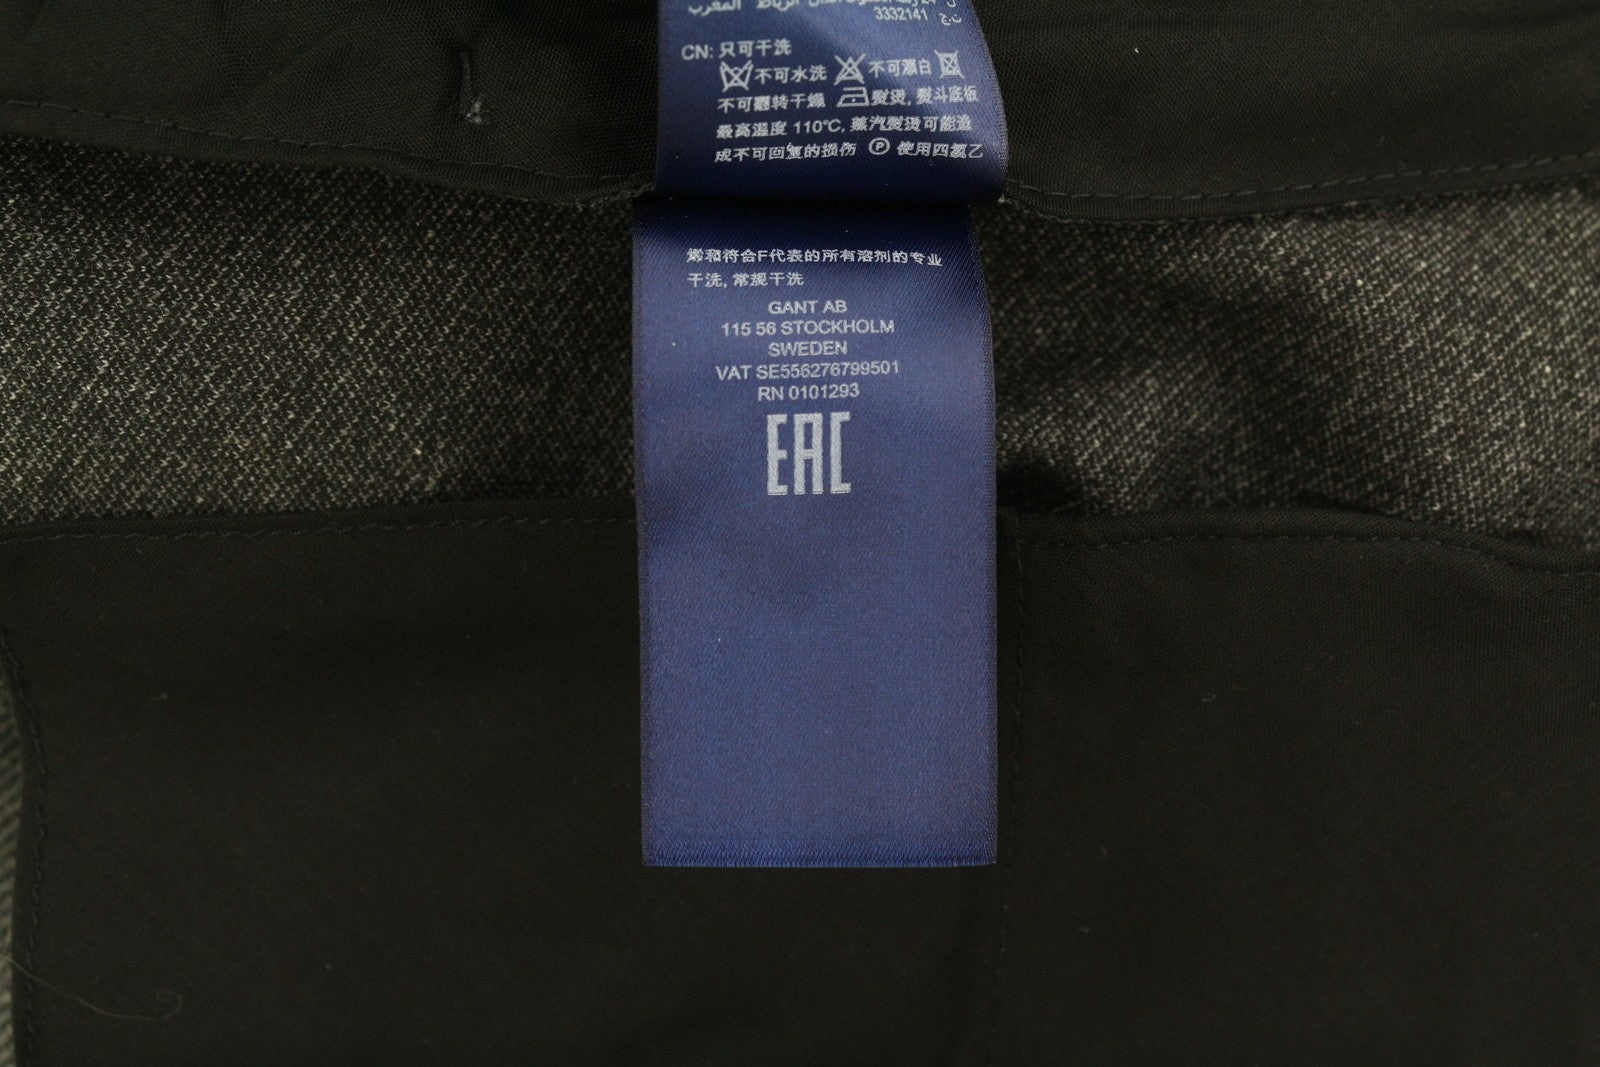 المغرب
3332141
CN: 只可干洗
不可水洗 不可漂白
不可翻转干燥 熨烫, 熨斗底板
最高温度 110℃, 蒸汽熨烫可能造
成不可回复的损伤 Ⓟ 使用四氯乙
烯和符合F代表的所有溶剂的专业
干洗, 常规干洗
GANT AB
115 56 STOCKHOLM
SWEDEN
VAT SE556276799501
RN 0101293
EAC